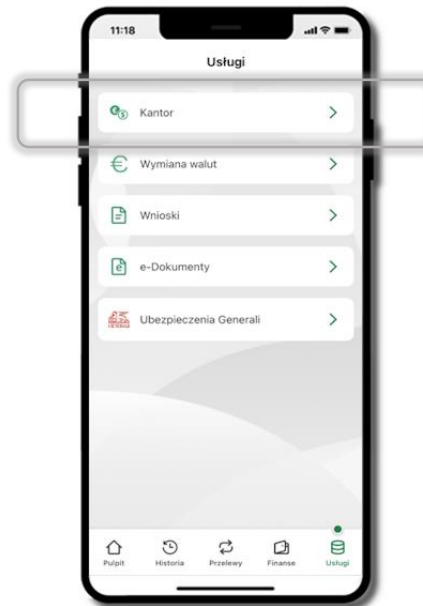 11:18
Usługi
Kantor
Wymiana walut
Wnioski
e-Dokumenty
Ubezpieczenia Generali
Pulpit Historia Przelewy Finanse Usługi